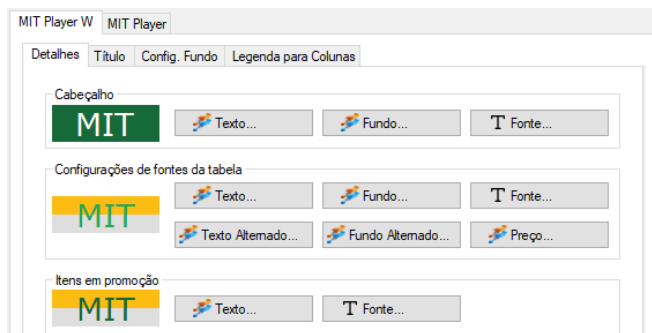 MIT Player W MIT Player
Detalhes Título Config. Fundo Legenda para Colunas
Cabeçalho
MIT Texto... Fundo... T Fonte...
Configurações de fontes da tabela
MIT Texto... Fundo... T Fonte...
Texto Alternado... Fundo Alternado... Preço...
Itens em promoção
MIT Texto... T Fonte...